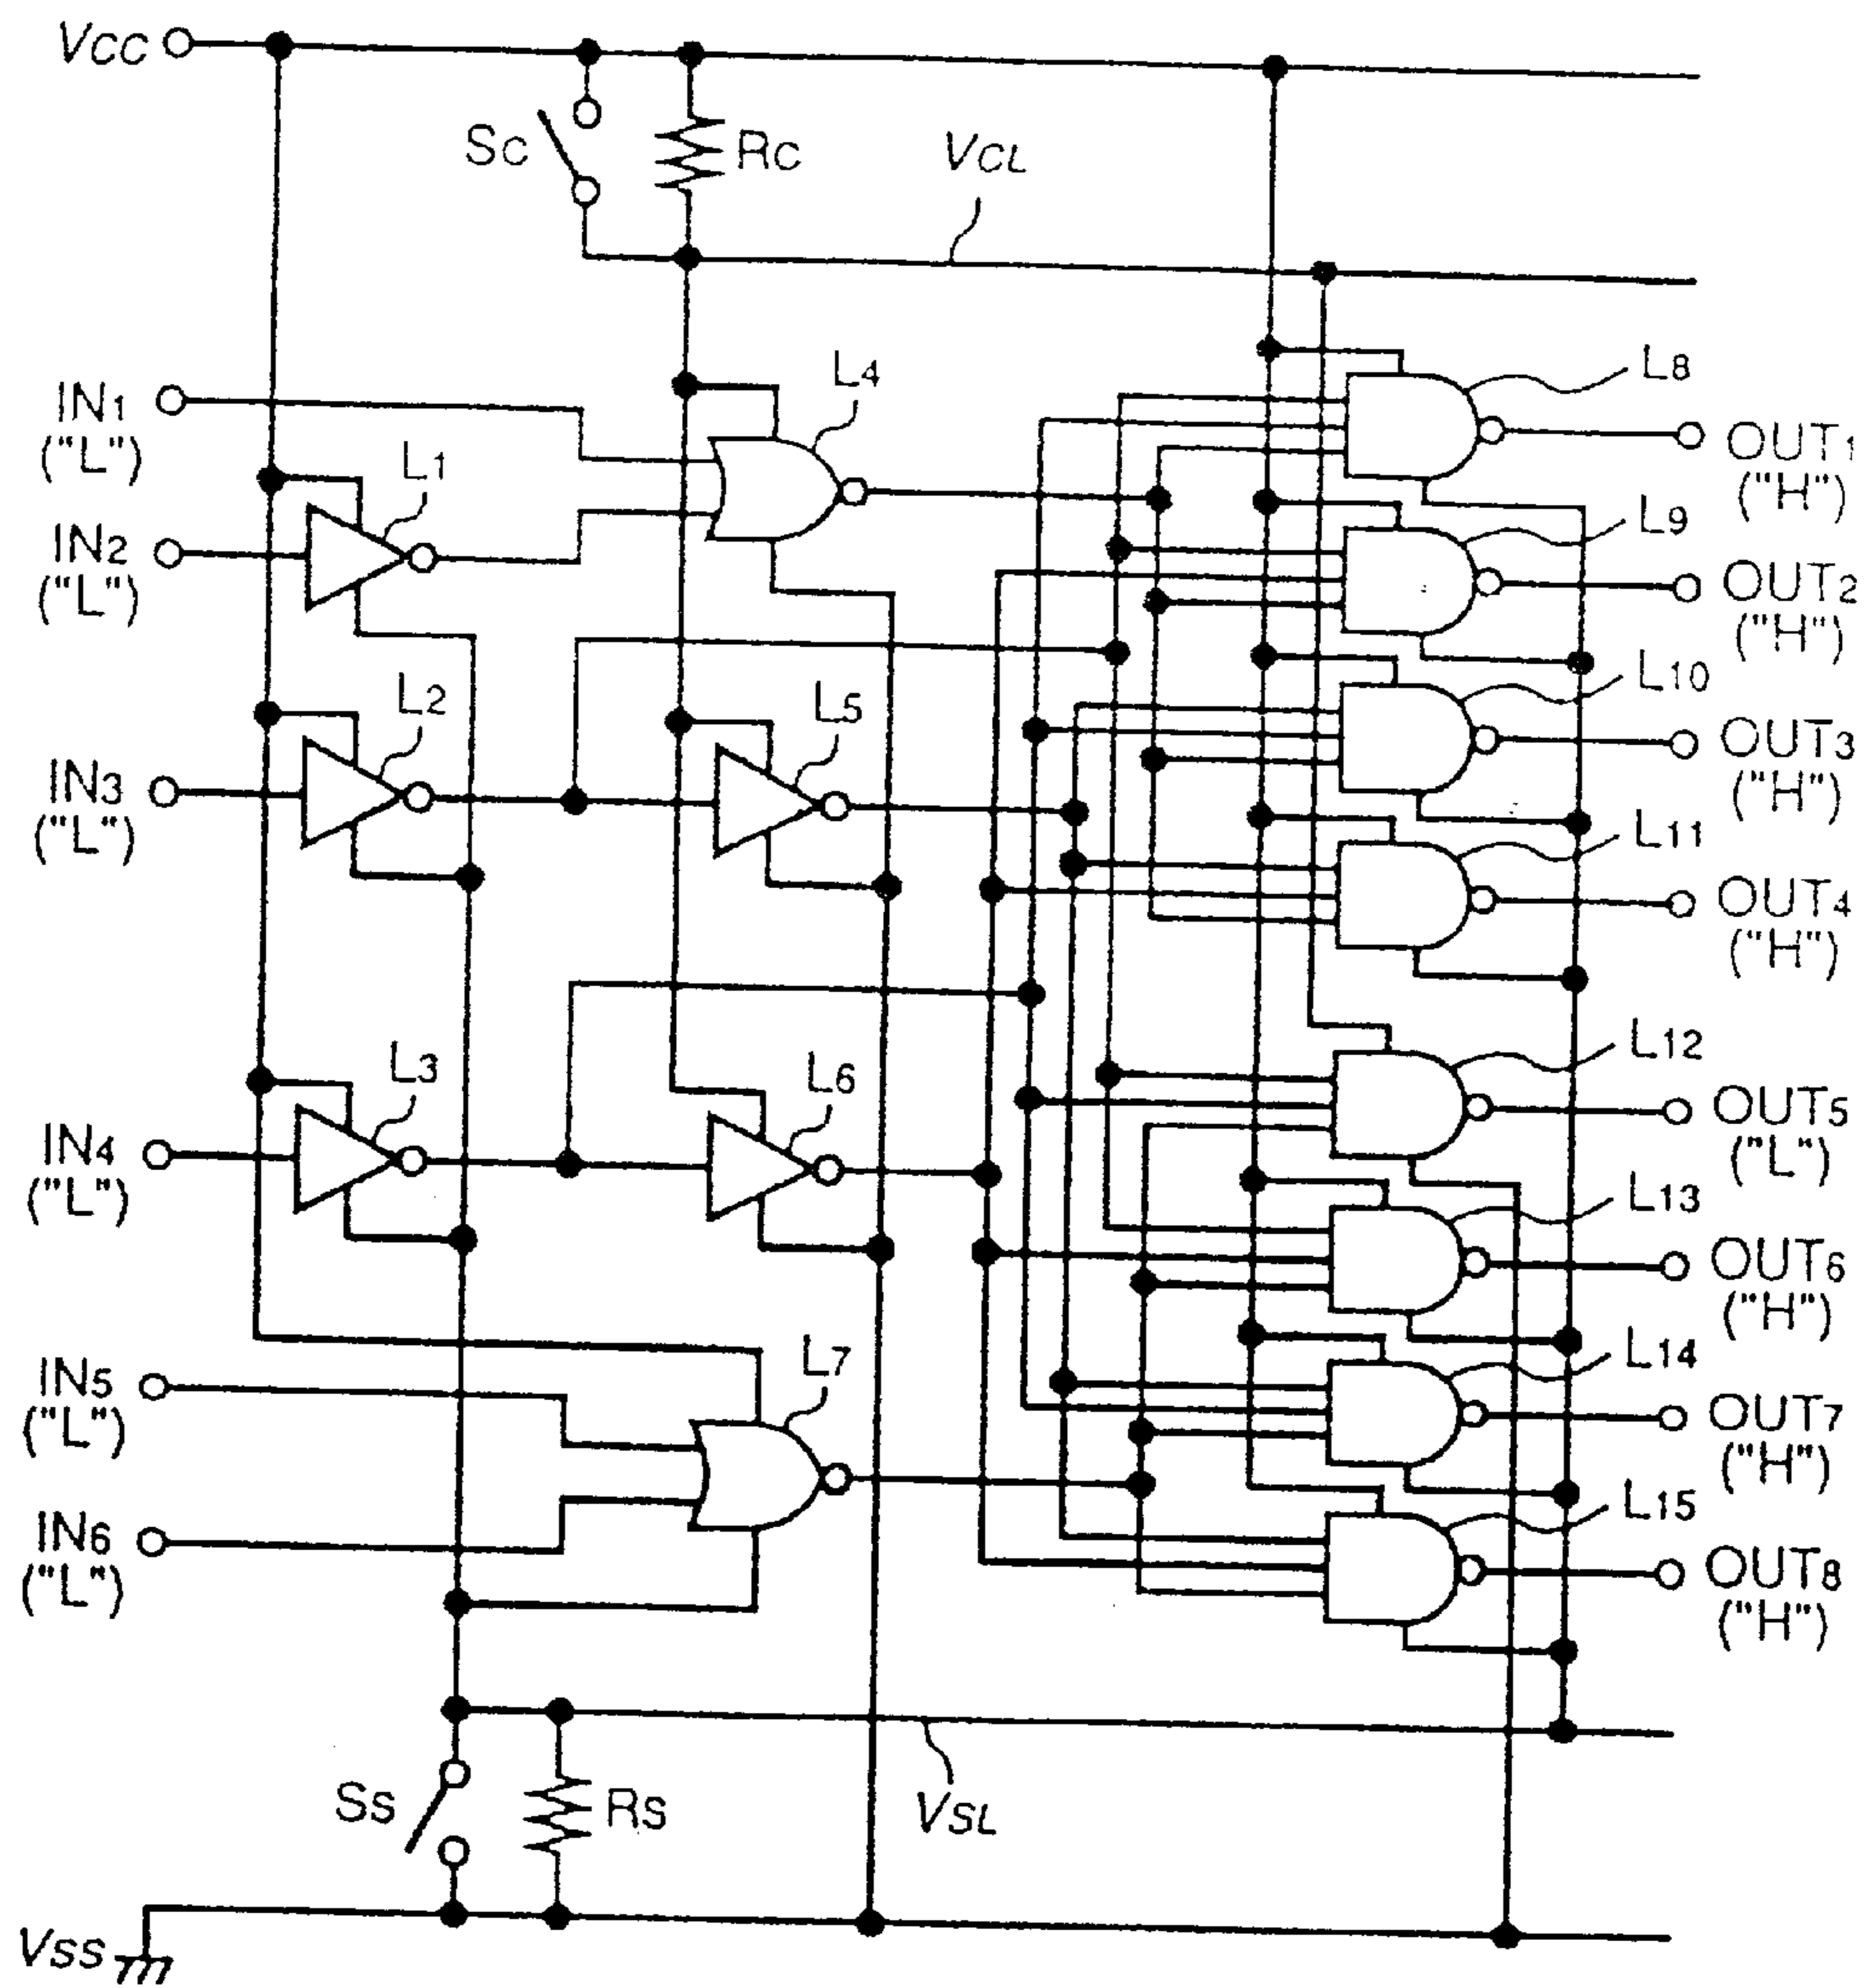 VCC
SC
RC
VCL
IN1
("L")
L1
L4
L8
OUT1
("H")
IN2
("L")
L9
OUT2
("H")
L2
L5
L10
IN3
("L")
OUT3
("H")
L11
OUT4
("H")
L3
L6
L12
IN4
("L")
OUT5
("L")
L13
OUT6
("H")
L7
L14
IN5
("L")
OUT7
("H")
L15
IN6
("L")
OUT8
("H")
SS
RS
VSL
VSS